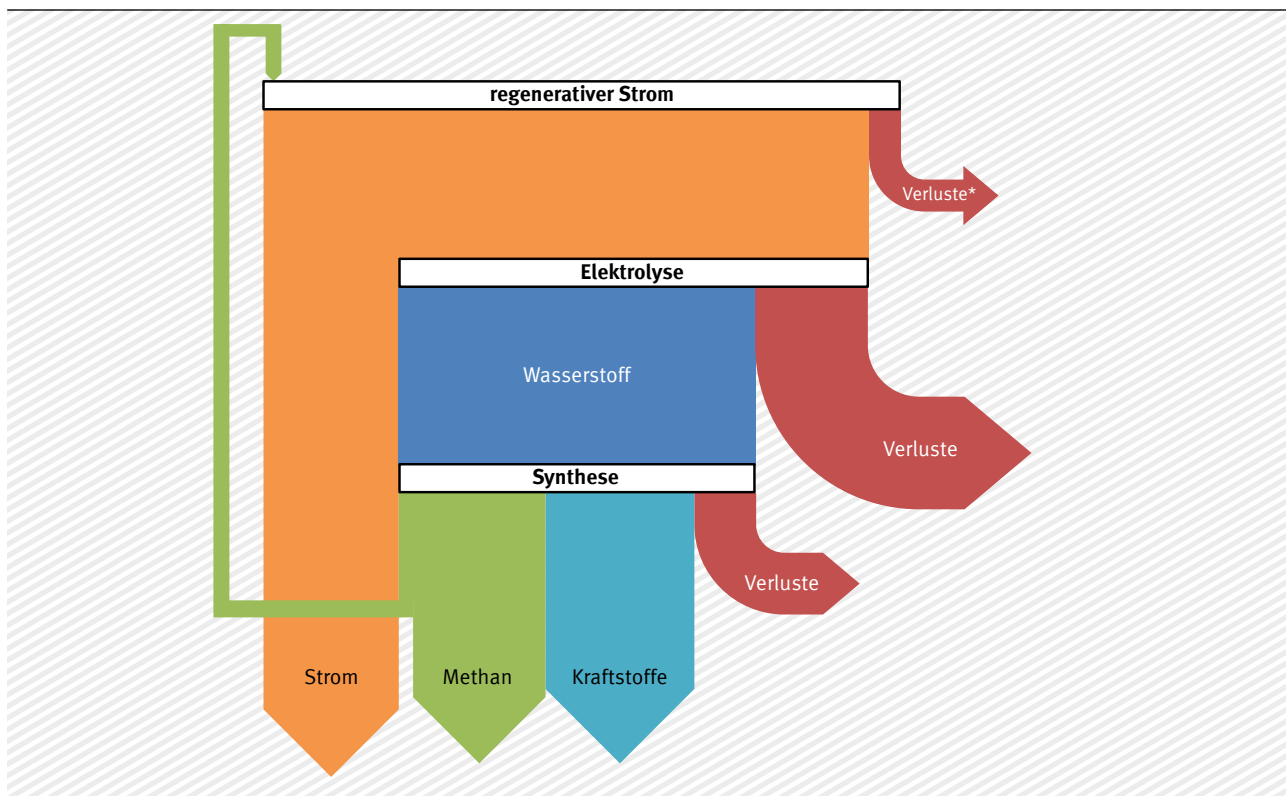 regenerativer Strom
Verluste*
Elektrolyse
Wasserstoff
Verluste
Synthese
Verluste
Strom
Methan
Kraftstoffe